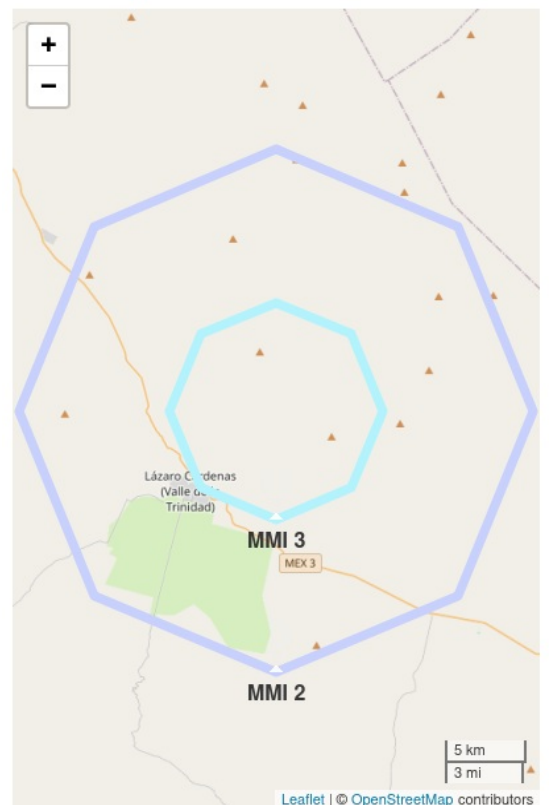 +
−
Lázaro Cárdenas
(Valle de la
Trinidad)
MMI 3
MEX 3
MMI 2
5 km
3 mi
Leaflet | © OpenStreetMap contributors